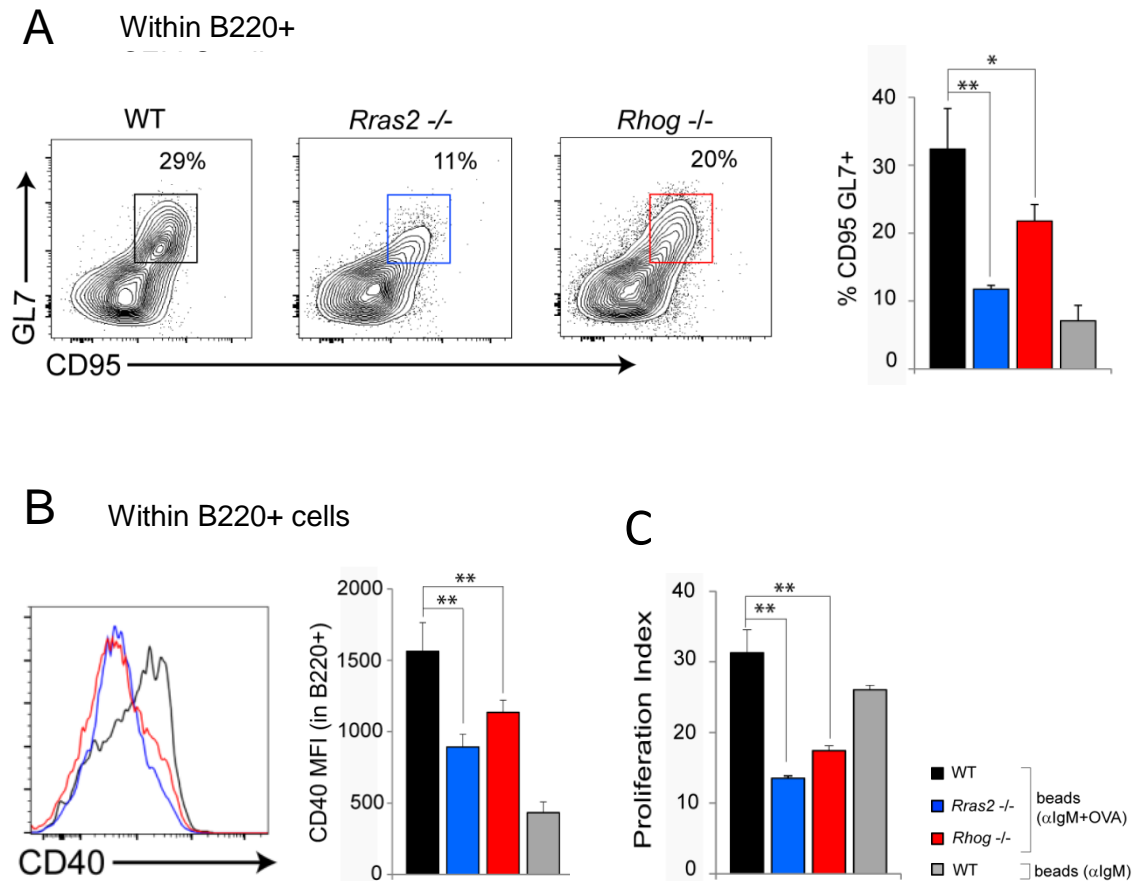 A
Within B220+
WT
Rras2 -/-
Rhog -/-
29%
11%
20%
GL7
CD95
% CD95 GL7+
40
30
20
10
0
**
*
B
Within B220+ cells
CD40
CD40 MFI (in B220+)
2000
1500
1000
500
0
**
**
C
Proliferation Index
40
30
20
10
0
**
**
WT
Rras2 -/-
Rhog -/-
beads
(αIgM+OVA)
WT
beads (αIgM)